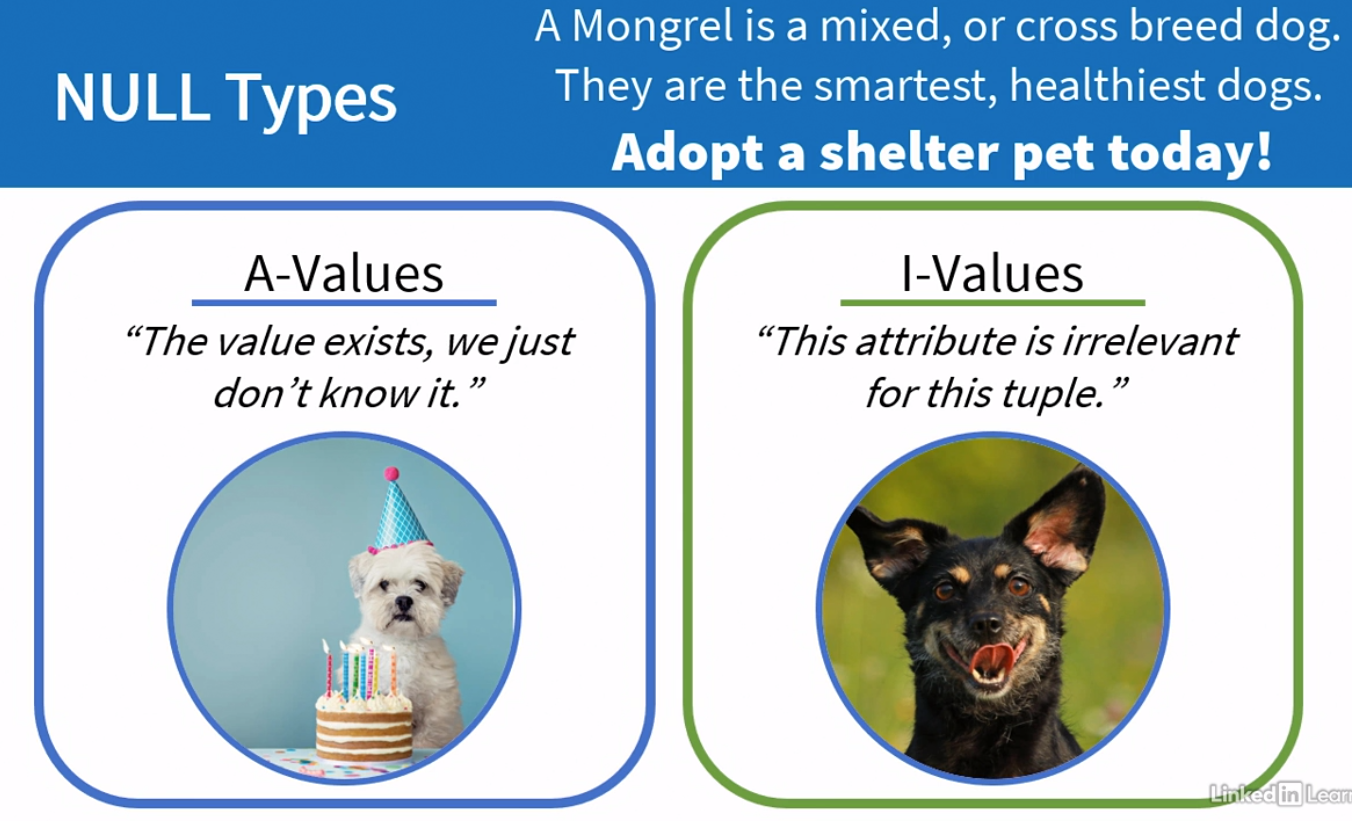 NULL Types
A Mongrel is a mixed, or cross breed dog.
They are the smartest, healthiest dogs.
Adopt a shelter pet today!
A-Values
“The value exists, we just
don’t know it.”
I-Values
“This attribute is irrelevant
for this tuple.”
Linked in Lear